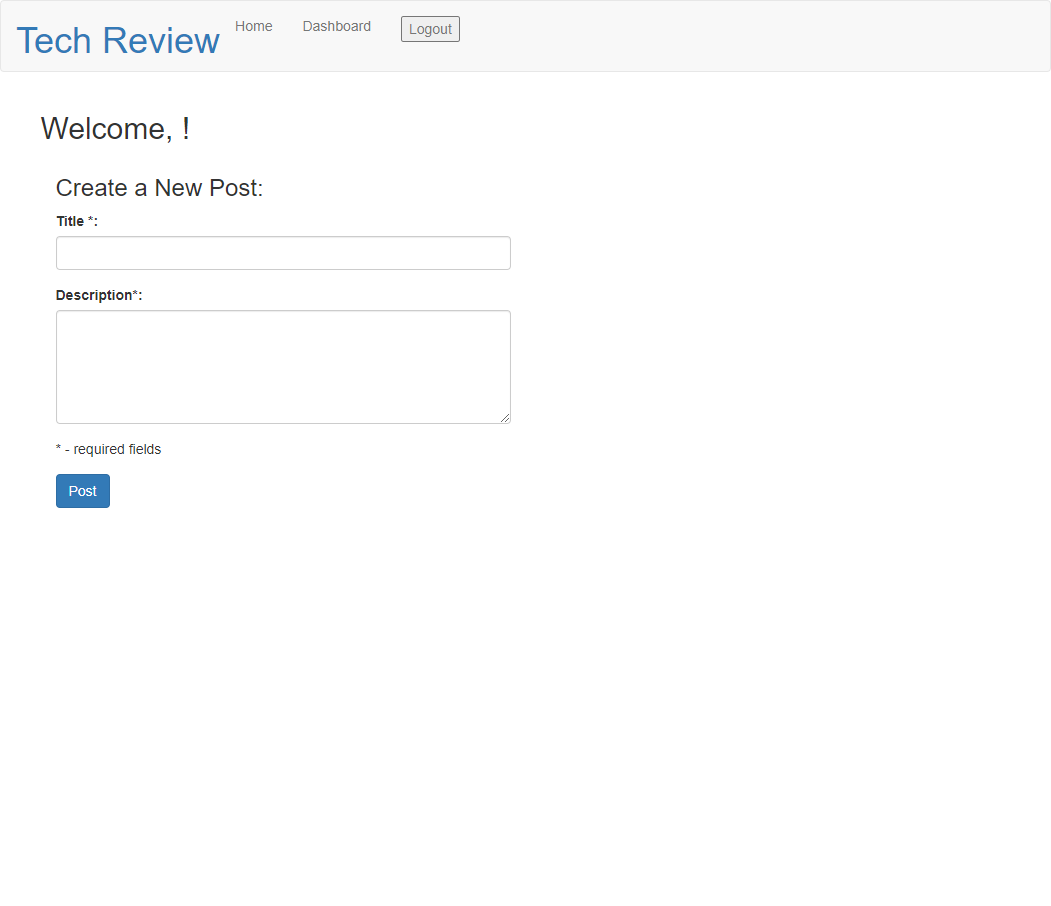 Tech Review
Home
Dashboard
Logout
Welcome, !
Create a New Post:
Title *:
Description*:
* - required fields
Post